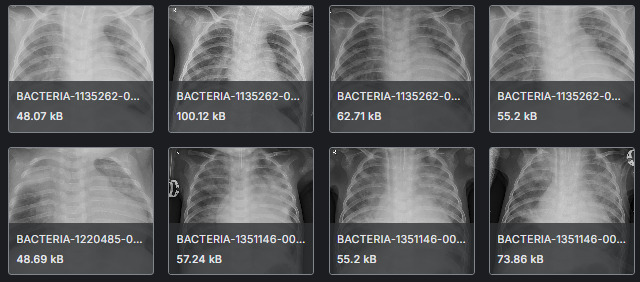 BACTERIA-1135262-0...
BACTERIA-1135262-0...
BACTERIA-1135262-0...
BACTERIA-1135262-0...
48.07 kB
100.12 kB
62.71 kB
55.2 kB
BACTERIA-1220485-0...
BACTERIA-1351146-00...
BACTERIA-1351146-00...
BACTERIA-1351146-00...
48.69 kB
57.24 kB
55.2 kB
73.86 kB